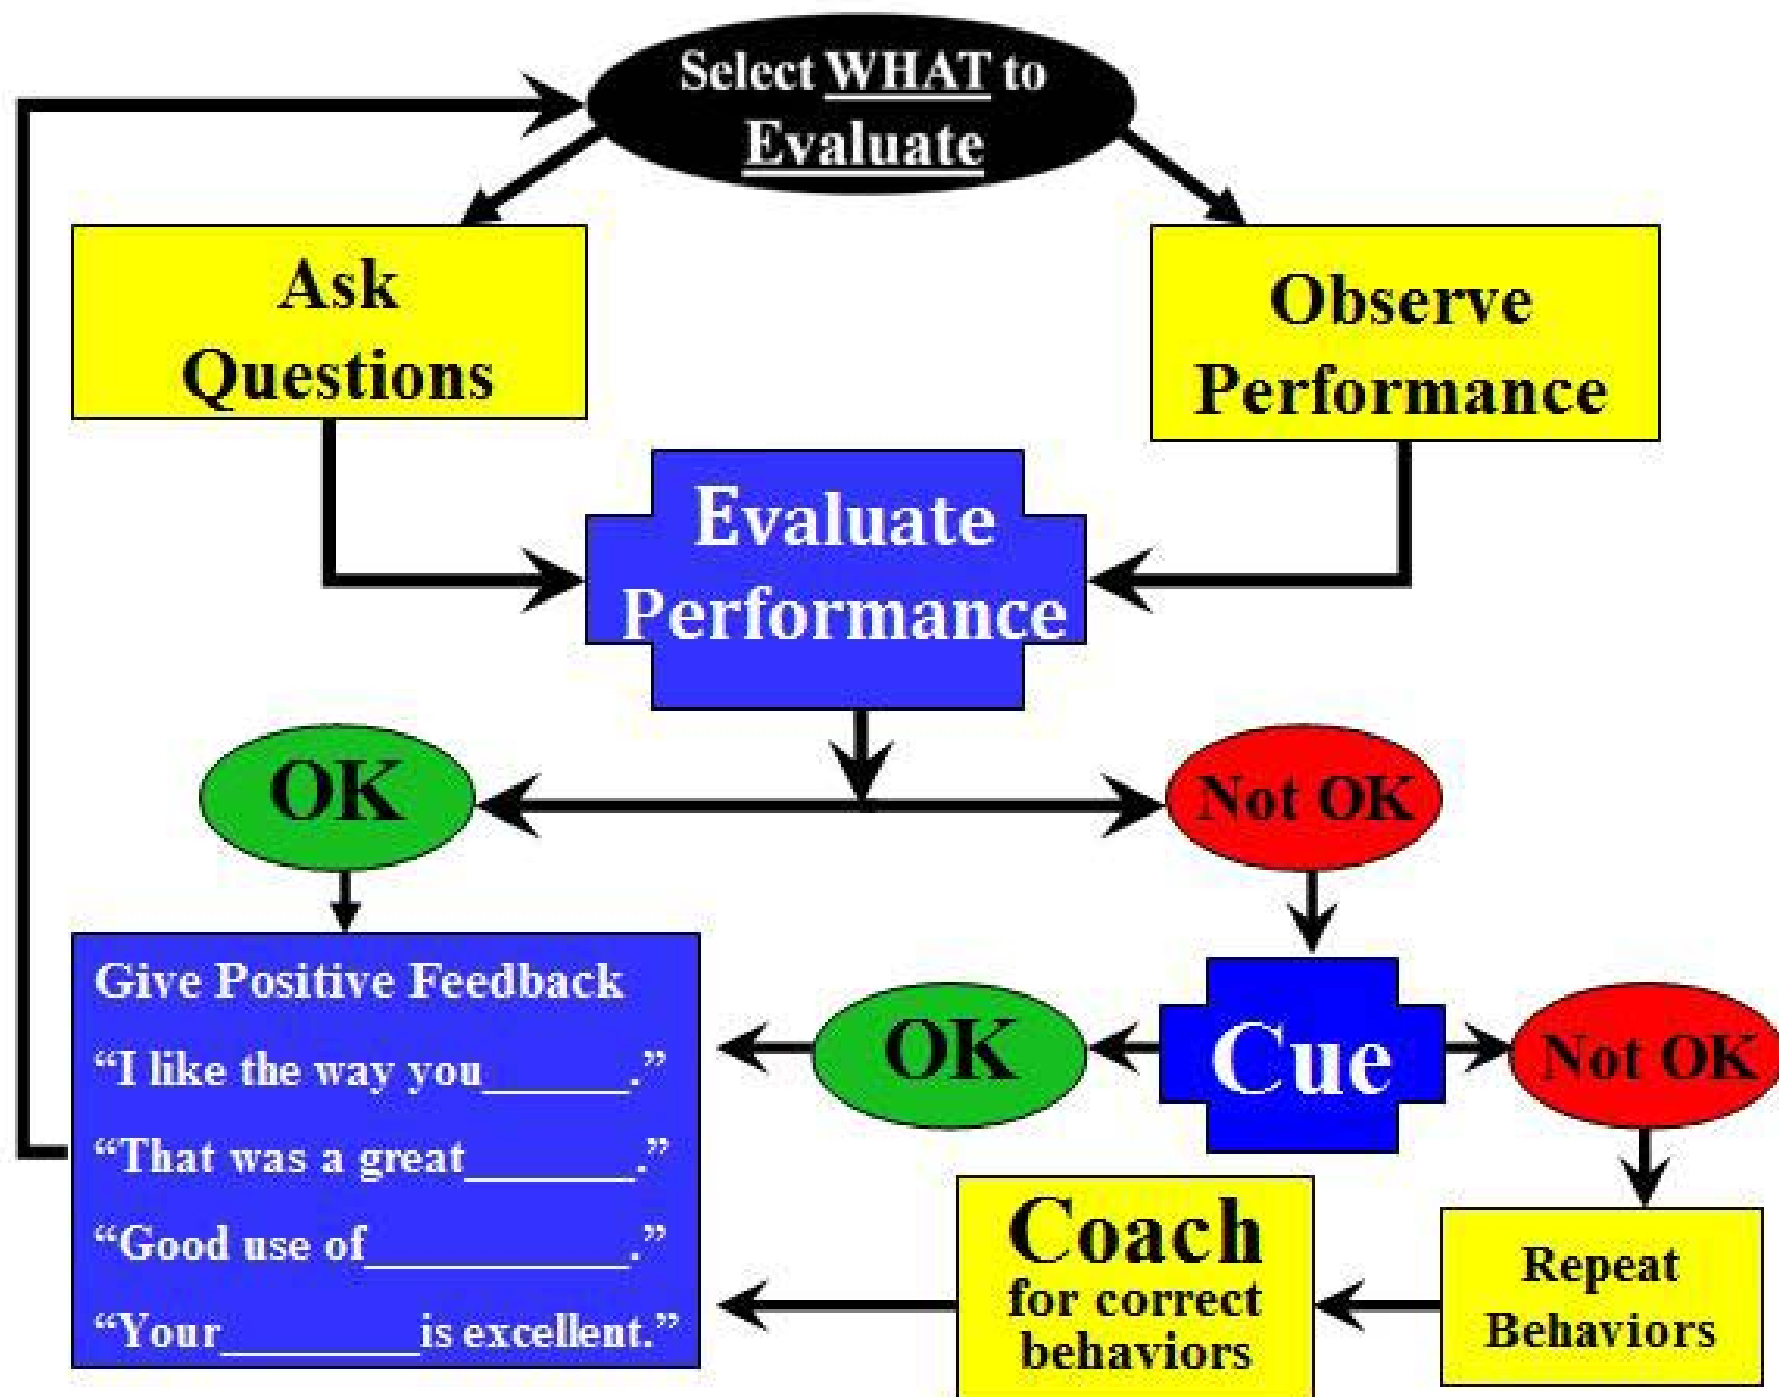 Select WHAT to
Evaluate
Ask
Questions
Observe
Performance
Evaluate
Performance
OK
Not OK
Give Positive Feedback
“I like the way you______.”
“That was a great_______.”
“Good use of___________.”
“Your________is excellent.”
OK
Cue
Not OK
Coach
for correct
behaviors
Repeat
Behaviors